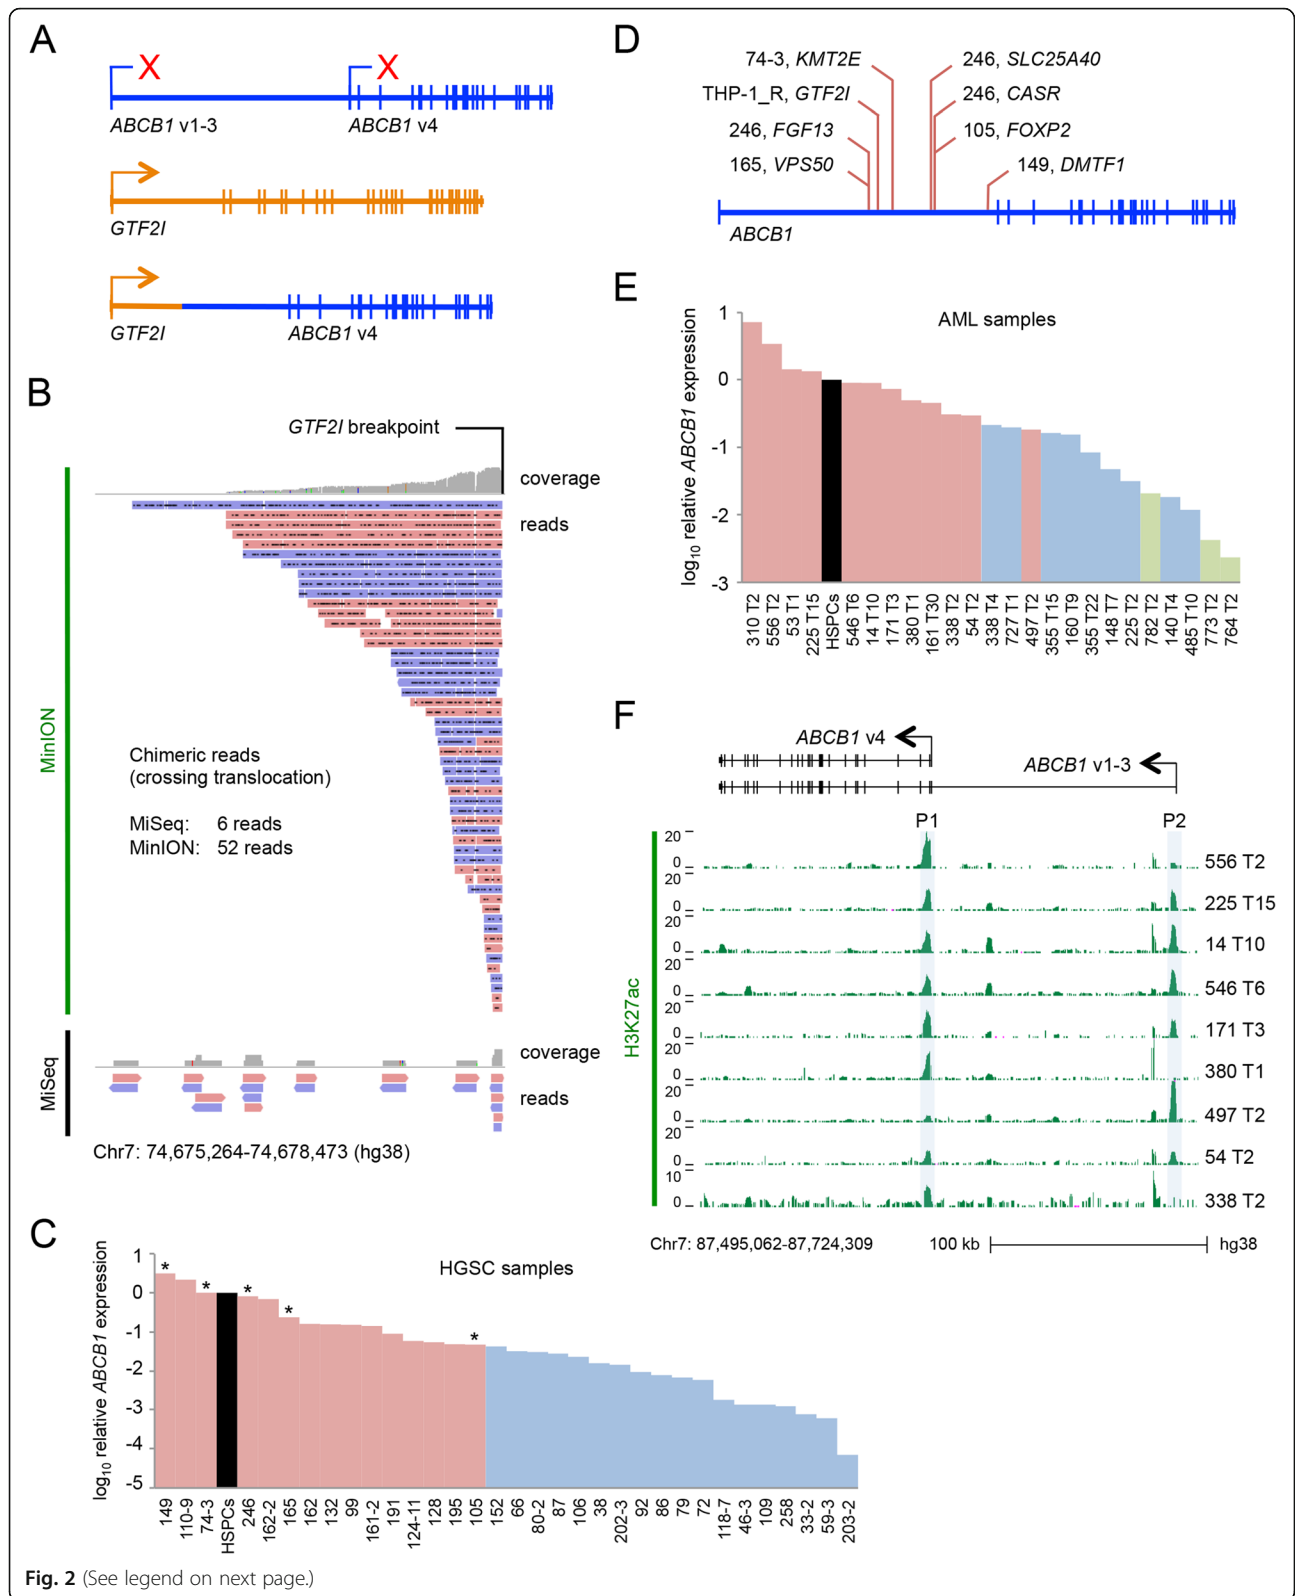 A
X
X
ABCB1 v1-3
ABCB1 v4
GTF2I
GTF2I
ABCB1 v4
B
GTF2I breakpoint
coverage
reads
MinION
Chimeric reads
(crossing translocation)
MiSeq: 6 reads
MinION: 52 reads
MiSeq
coverage
reads
Chr7: 74,675,264-74,678,473 (hg38)
C
HGSC samples
log10 relative ABCB1 expression
1
0
-1
-2
-3
-4
-5
* * * * *
149
110-9
74-3
HSPCs
246
162-2
165
162
132
99
161-2
191
124-11
128
195
105
152
66
80-2
87
106
38
202-3
92
86
79
72
118-7
46-3
109
258
33-2
59-3
203-2
D
74-3, KMT2E
THP-1_R, GTF2I
246, FGF13
165, VPS50
246, SLC25A40
246, CASR
105, FOXP2
149, DMTF1
ABCB1
E
AML samples
log10 relative ABCB1 expression
1
0
-1
-2
-3
310 T2
556 T2
53 T1
225 T15
HSPCs
546 T6
14 T10
171 T3
380 T1
161 T30
338 T2
54 T2
338 T4
727 T1
497 T2
355 T15
160 T9
355 T22
148 T7
225 T2
782 T2
140 T4
485 T10
773 T2
764 T2
F
ABCB1 v4
ABCB1 v1-3
P1
P2
H3K27ac
20
0
556 T2
20
0
225 T15
20
0
14 T10
20
0
546 T6
20
0
171 T3
20
0
380 T1
20
0
497 T2
20
0
54 T2
10
0
338 T2
Chr7: 87,495,062-87,724,309
100 kb
hg38
Fig. 2 (See legend on next page.)